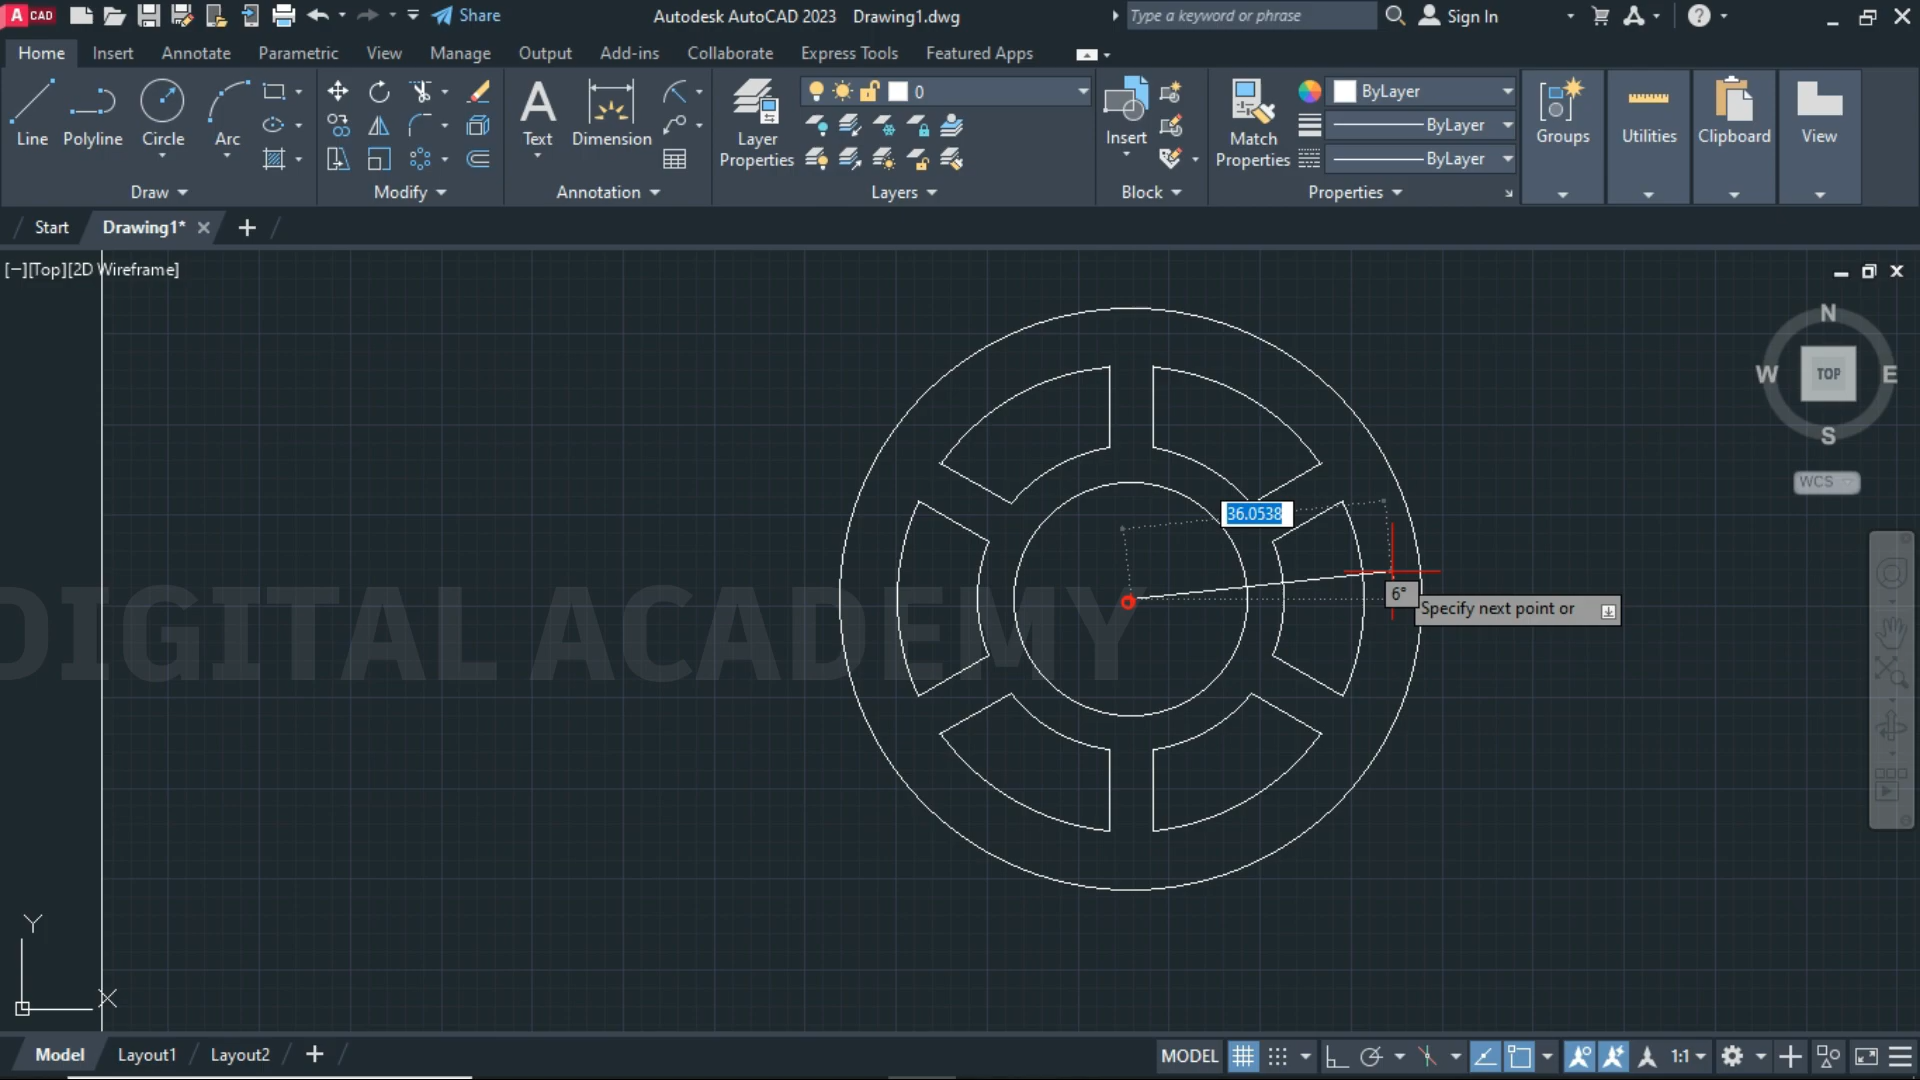 A CAD
Share
Autodesk AutoCAD 2023 Drawing1.dwg
Type a keyword or phrase
Sign In
Home Insert Annotate Parametric View Manage Output Add-ins Collaborate Express Tools Featured Apps
Line Polyline Circle Arc
Draw
Modify
Text Dimension
Annotation
Layer Properties
0
Layers
Insert
Block
Match Properties
ByLayer
ByLayer
ByLayer
Properties
Groups
Utilities
Clipboard
View
Start Drawing1*
[−][Top][2D Wireframe]
N
W TOP E
S
WCS
36.0538
6°
Specify next point or
DIGITAL ACADEMY
Y
X
Model Layout1 Layout2
MODEL 1:1